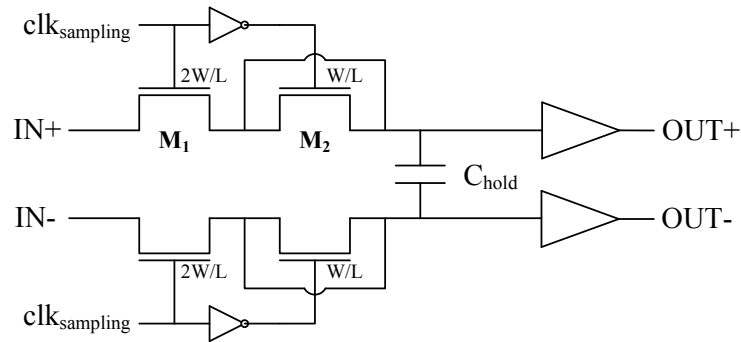 clk_sampling
2W/L W/L
IN+ M₁ M₂ OUT+
C_hold
IN- OUT-
2W/L W/L
clk_sampling